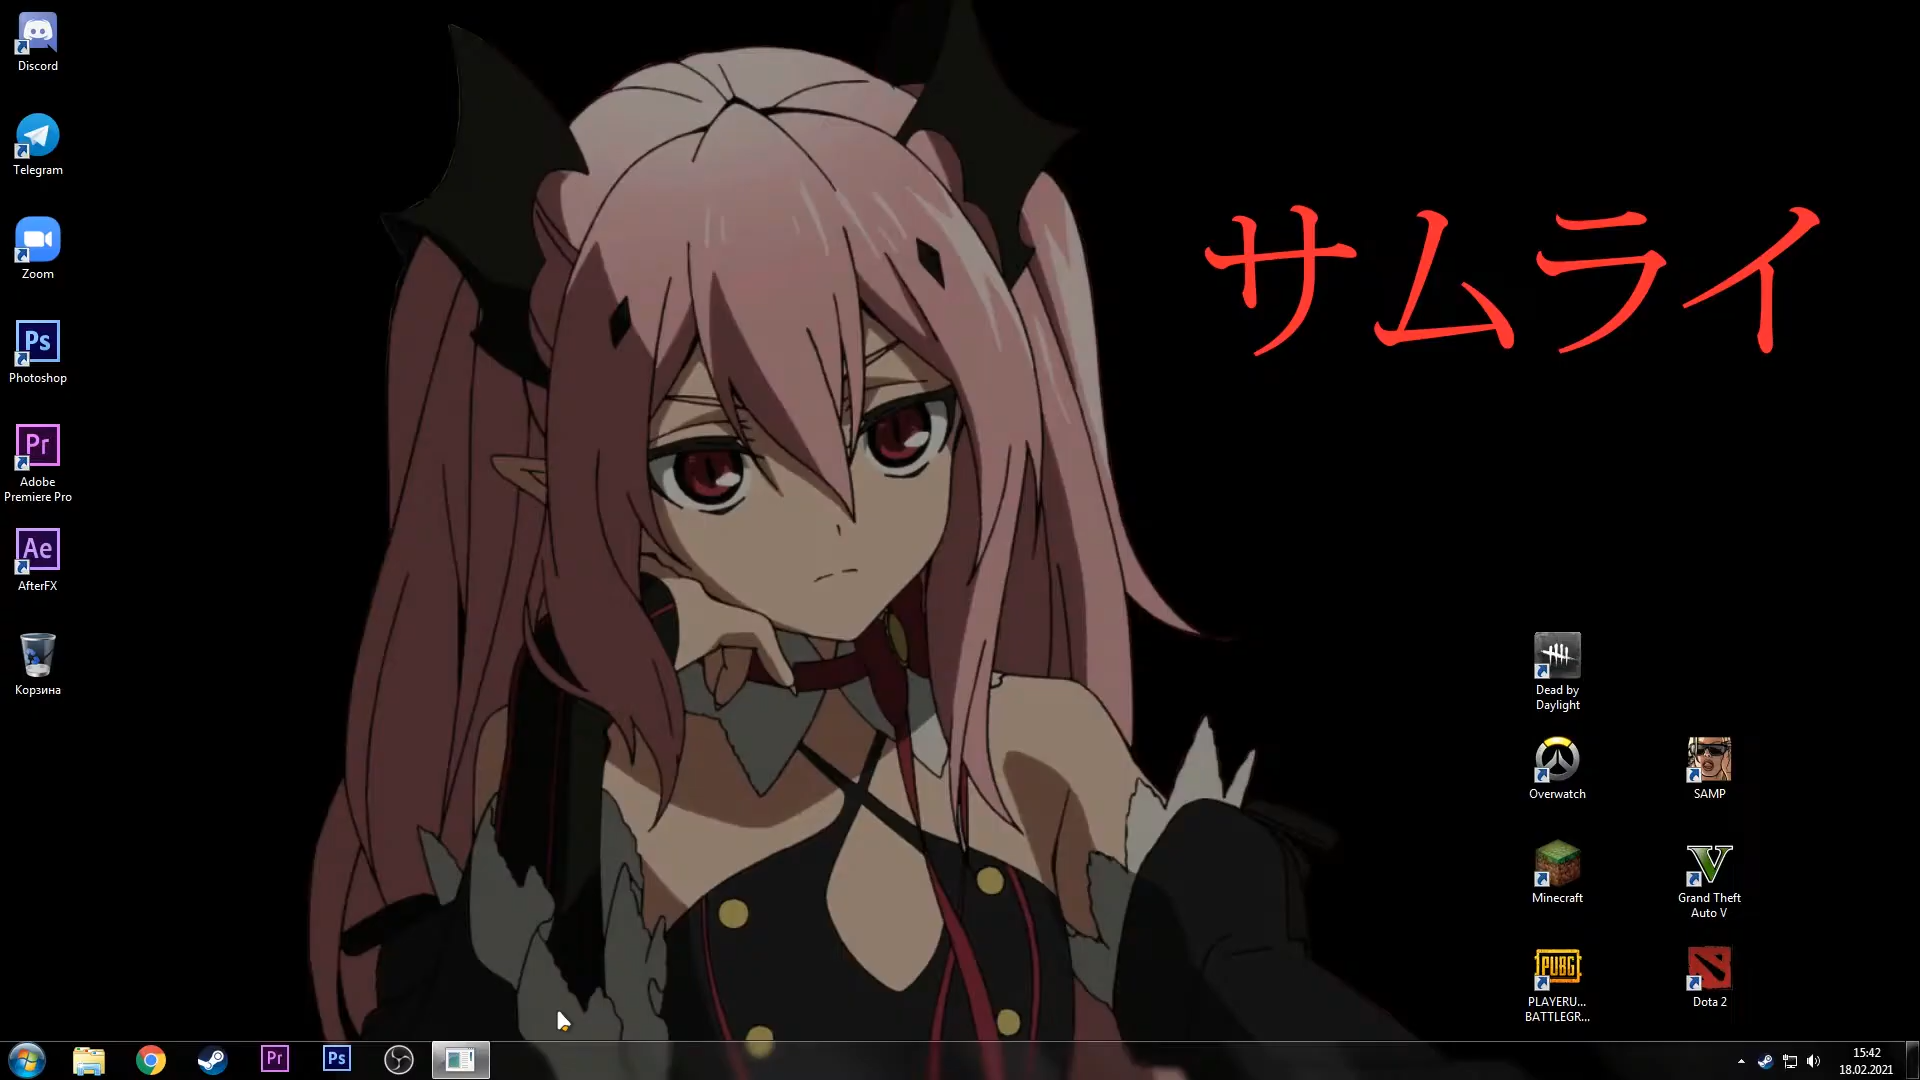 Discord
Telegram
Zoom
Ps
Photoshop
Pr
Adobe
Premiere Pro
Ae
AfterFX
Корзина
サムライ
Dead by
Daylight
Overwatch
SAMP
Minecraft
V
Grand Theft
Auto V
PUBG
PLAYERU...
BATTLEGR...
Dota 2
Pr
Ps
15:42
18.02.2021